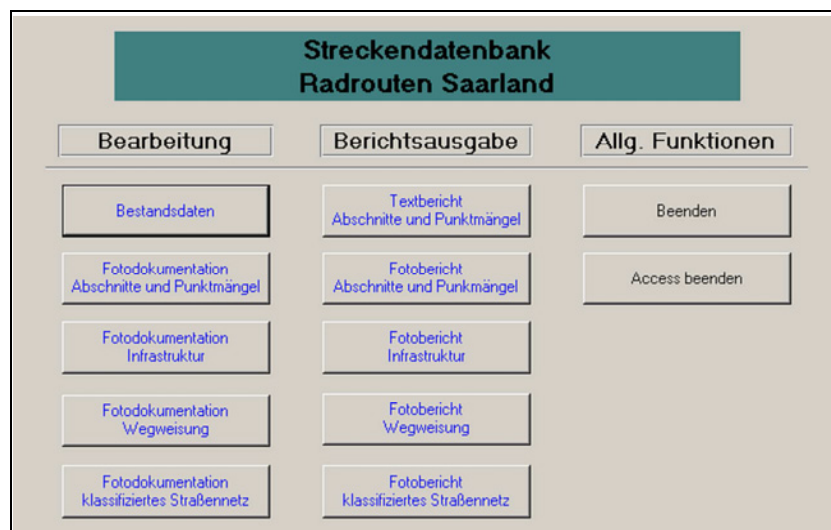 Streckendatenbank
Radrouten Saarland
Bearbeitung
Bestandsdaten
Fotodokumentation
Abschnitte und Punktmängel
Fotodokumentation
Infrastruktur
Fotodokumentation
Wegweisung
Fotodokumentation
klassifiziertes Straßennetz
Berichtsausgabe
Textbericht
Abschnitte und Punktmängel
Fotobericht
Abschnitte und Punkmängel
Fotobericht
Infrastruktur
Fotobericht
Wegweisung
Fotobericht
klassifiziertes Straßennetz
Allg. Funktionen
Beenden
Access beenden